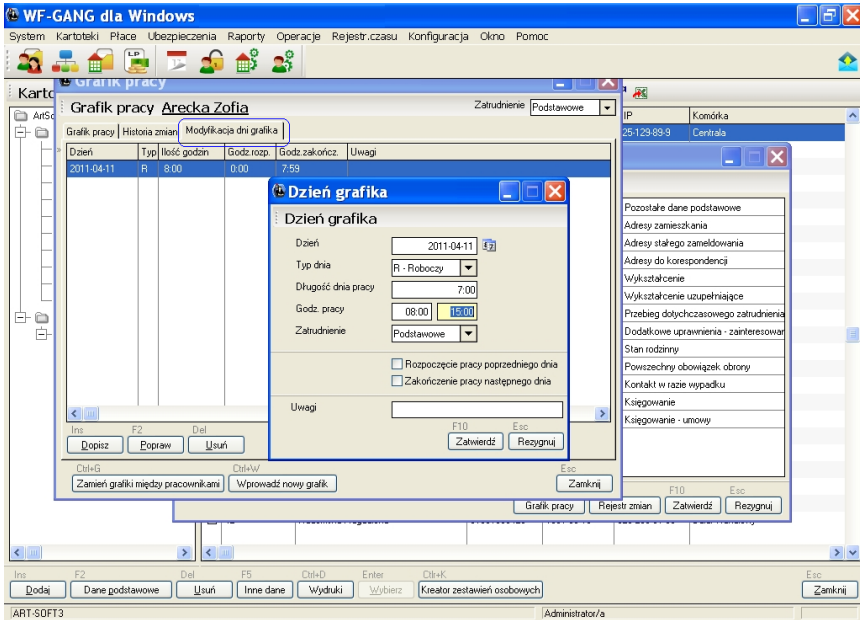 WF-GANG dla Windows
System Kartoteki Płace Ubezpieczenia Raporty Operacje Rejestr.czasu Konfiguracja Okno Pomoc
Grafik pracy
Grafik pracy Arecka Zofia
Zatrudnienie Podstawowe
IP Komórka
25-129-89-9 Centrala
Grafik pracy Historia zmian Modyfikacja dni grafika
Dzień Typ Ilość godzin Godz.rozp. Godz.zakończ. Uwagi
2011-04-11 R 8:00 0:00 7:59
Dzień grafika
Dzień grafika
Dzień 2011-04-11
Typ dnia R - Roboczy
Długość dnia pracy 7:00
Godz. pracy 08:00 15:00
Zatrudnienie Podstawowe
Rozpoczęcie pracy poprzedniego dnia
Zakończenie pracy następnego dnia
Uwagi
F10 Esc
Zatwierdź Rezygnuj
Pozostałe dane podstawowe
Adresy zamieszkania
Adresy stałego zameldowania
Adresy do korespondencji
Wykształcenie
Wykształcenie uzupełniające
Przebieg dotychczasowego zatrudnienia
Dodatkowe uprawnienia - zainteresowar
Stan rodzinny
Powszechny obowiązek obrony
Kontakt w razie wypadku
Księgowanie
Księgowanie - umowy
Ins F2 Del
Dopisz Popraw Usuń
Ctrl+G Ctrl+W Esc
Zamień grafiki między pracownikami Wprowadź nowy grafik Zamknij
F10 Esc
Grafik pracy Rejestr zmian Zatwierdź Rezygnuj
Ins F2 Del F5 Ctrl+D Enter Ctlr+K Esc
Dodaj Dane podstawowe Usuń Inne dane Wydruki Wybierz Kreator zestawień osobowych Zamknij
ART-SOFT3 Administrator/a